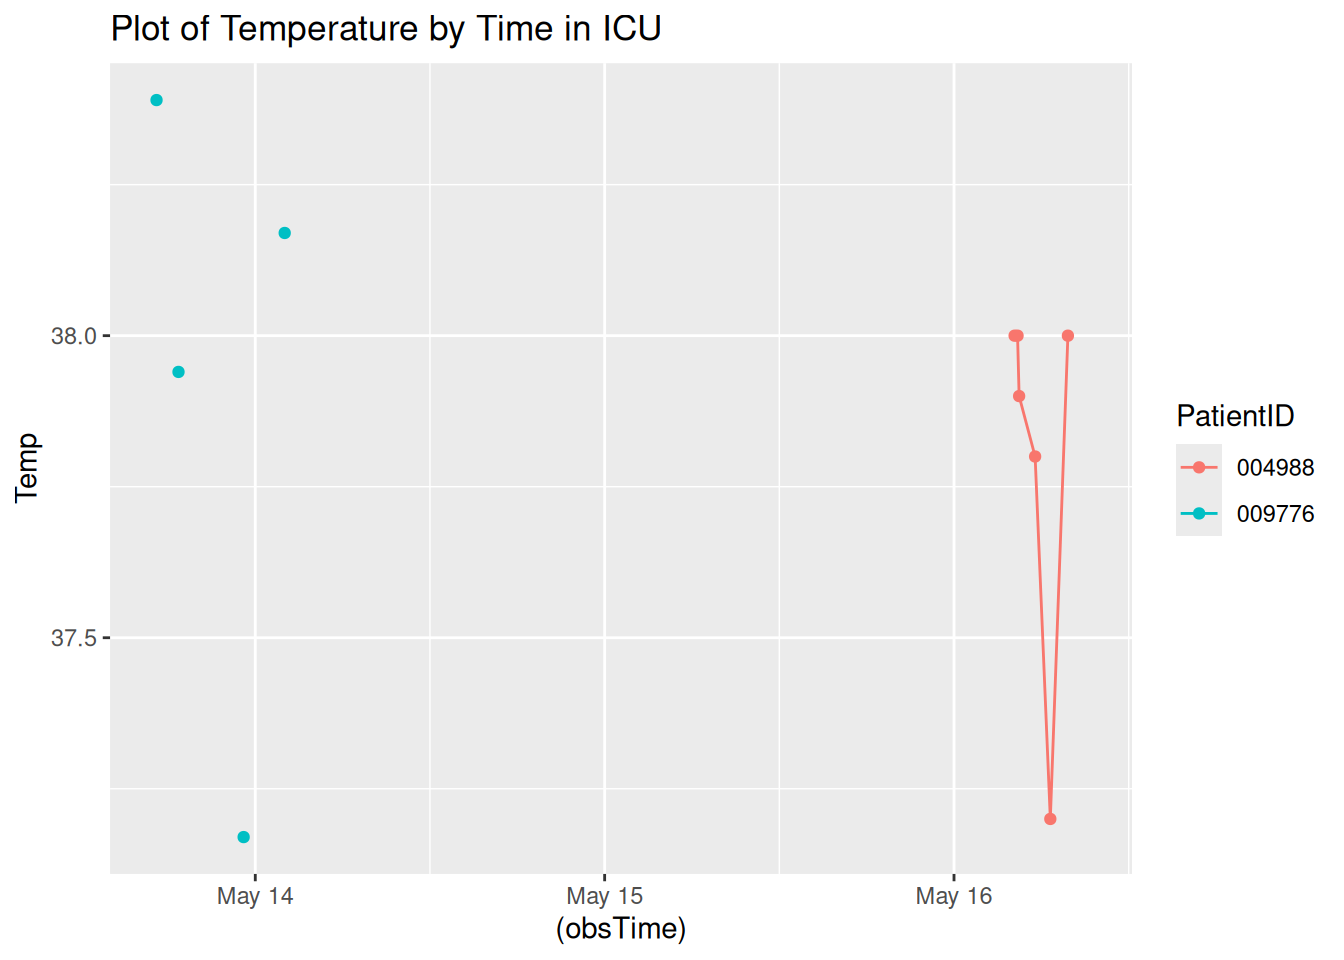 Plot of Temperature by Time in ICU
38.0
37.5
Temp
May 14
May 15
May 16
(obsTime)
PatientID
004988
009776